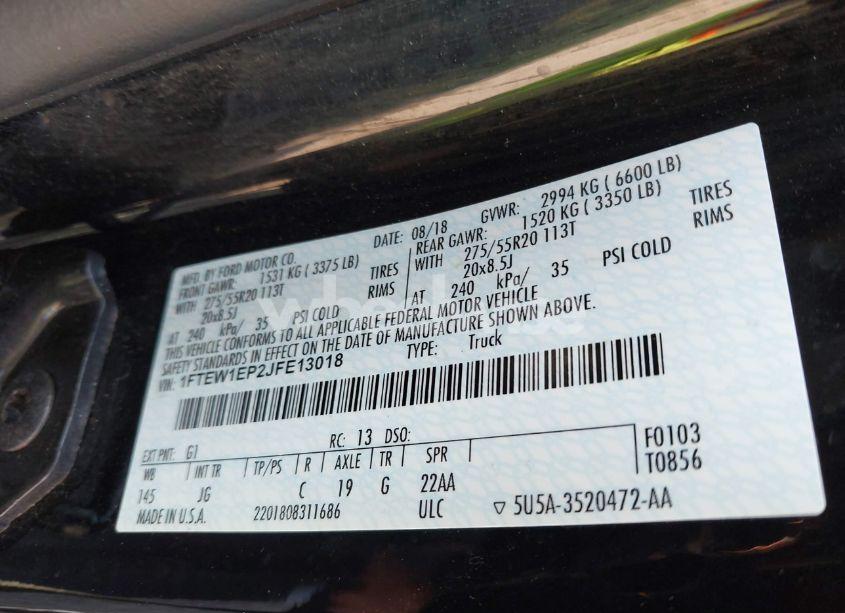 MFD. BY FORD MOTOR CO.
DATE: 08/18 GVWR: 2994 KG ( 6600 LB)
FRONT GAWR: 1531 KG ( 3375 LB)
REAR GAWR: 1520 KG ( 3350 LB)
WITH 275/55R20 113T TIRES
WITH 275/55R20 113T TIRES
20x8.5J RIMS
20x8.5J RIMS
AT 240 kPa/ 35 PSI COLD
AT 240 kPa/ 35 PSI COLD
THIS VEHICLE CONFORMS TO ALL APPLICABLE FEDERAL MOTOR VEHICLE
SAFETY STANDARDS IN EFFECT ON THE DATE OF MANUFACTURE SHOWN ABOVE.
VIN: 1FTEW1EP2JFE13018 TYPE: Truck
EXT PNT: G1 RC: 13 DSO: F0103
WB INT TR TP/PS R AXLE TR SPR T0856
145 JG C 19 G 22AA
MADE IN U.S.A. 2201808311686 ULC 5U5A-3520472-AA